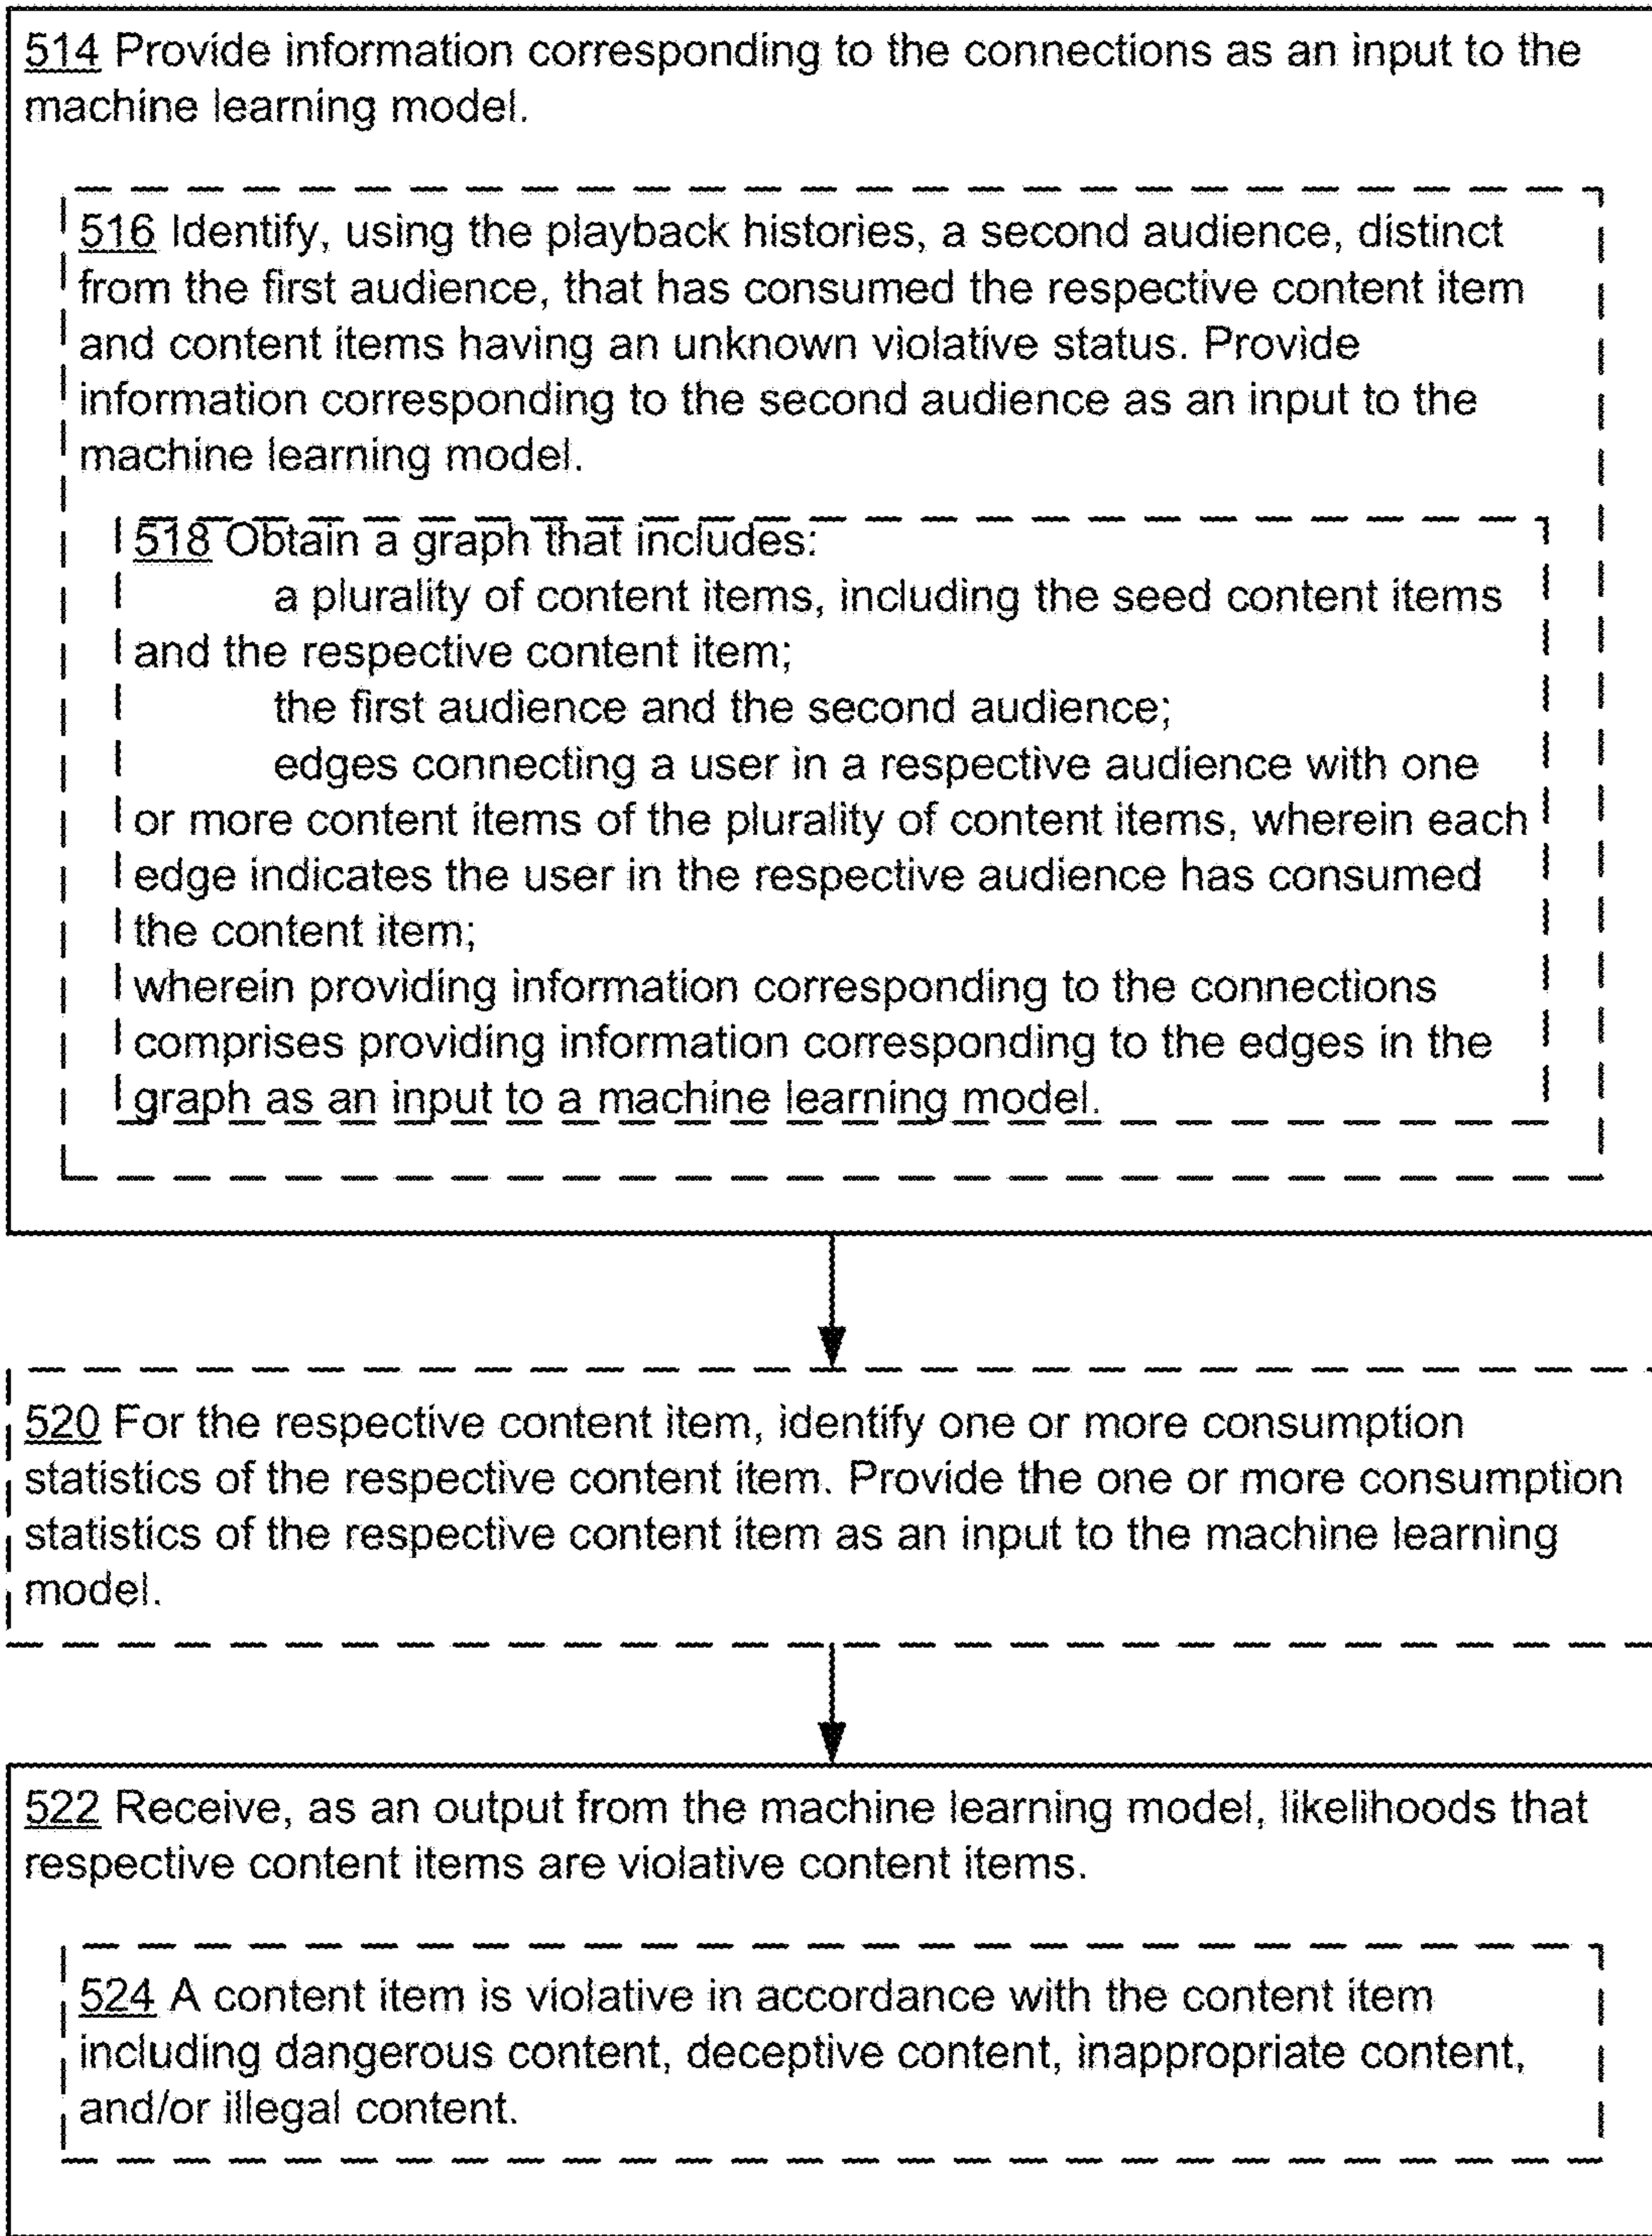 514 Provide information corresponding to the connections as an input to the
machine learning model.
516 Identify, using the playback histories, a second audience, distinct
from the first audience, that has consumed the respective content item
and content items having an unknown violative status. Provide
information corresponding to the second audience as an input to the
machine learning model.
518 Obtain a graph that includes:
a plurality of content items, including the seed content items
and the respective content item;
the first audience and the second audience;
edges connecting a user in a respective audience with one
or more content items of the plurality of content items, wherein each
edge indicates the user in the respective audience has consumed
the content item;
wherein providing information corresponding to the connections
comprises providing information corresponding to the edges in the
graph as an input to a machine learning model.
520 For the respective content item, identify one or more consumption
statistics of the respective content item. Provide the one or more consumption
statistics of the respective content item as an input to the machine learning
model.
522 Receive, as an output from the machine learning model, likelihoods that
respective content items are violative content items.
524 A content item is violative in accordance with the content item
including dangerous content, deceptive content, inappropriate content,
and/or illegal content.